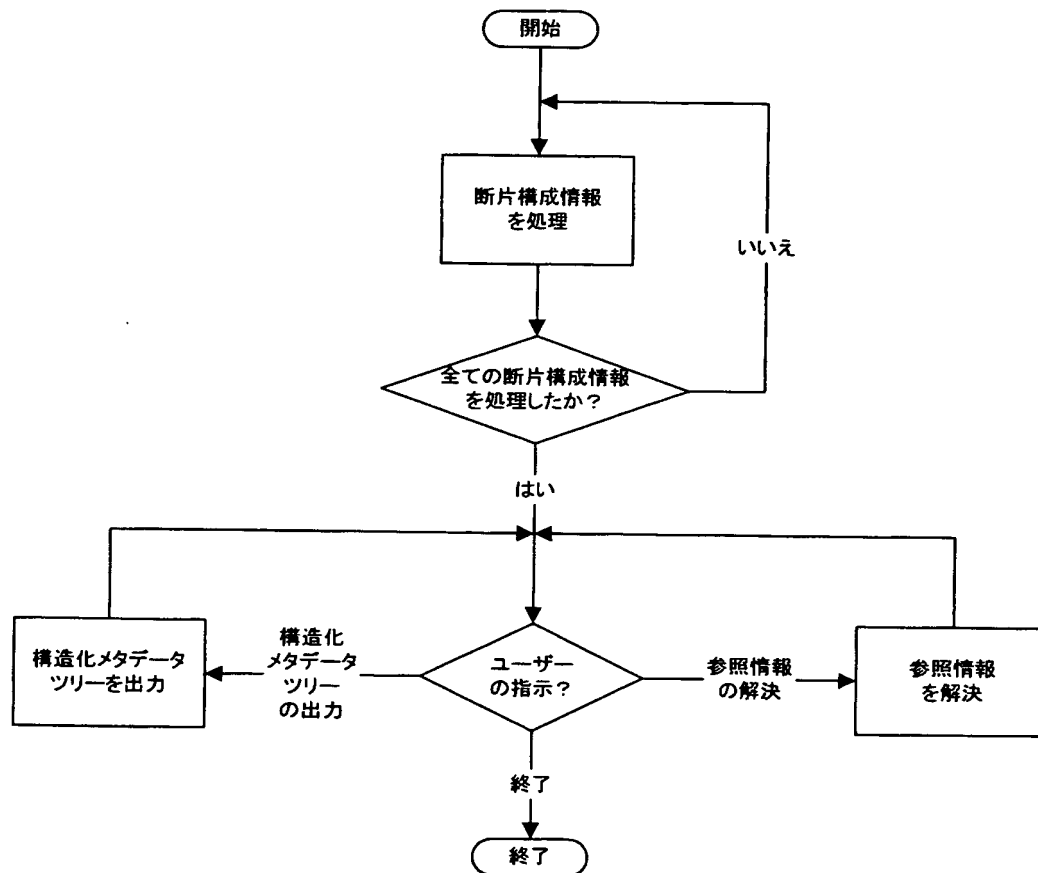 開始
断片構成情報
を処理
いいえ
全ての断片構成情報
を処理したか？
はい
構造化メタデータ
ツリーを出力
構造化
メタデータ
ツリー
の出力
ユーザー
の指示？
参照情報
の解決
参照情報
を解決
終了
終了